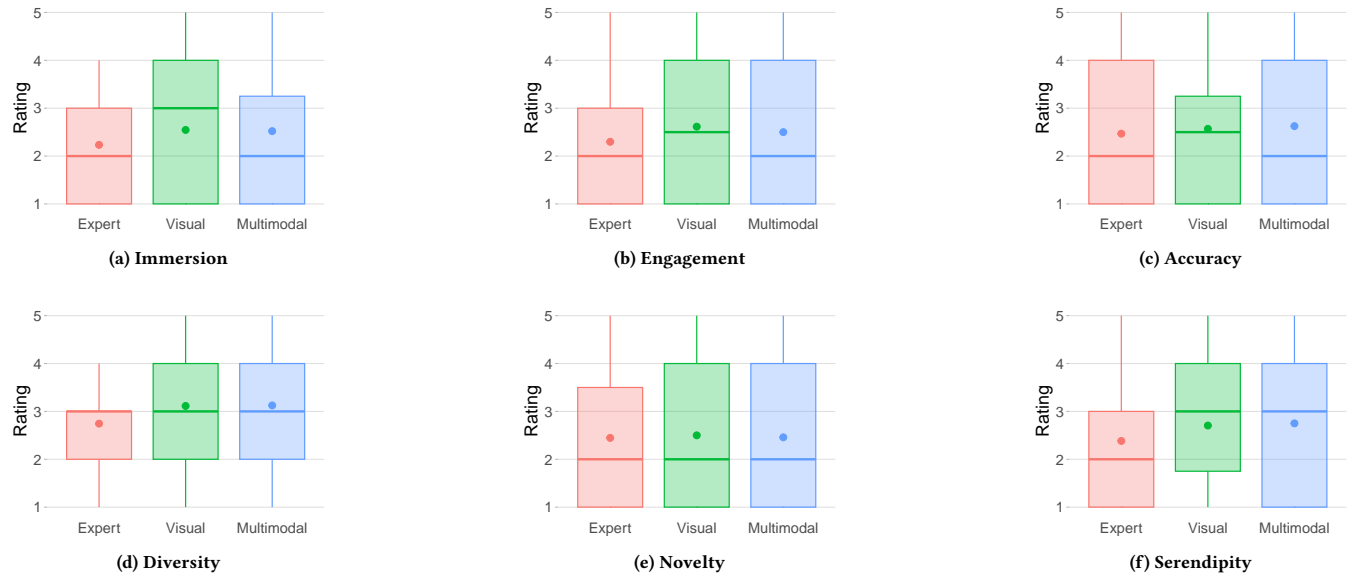 5
4
3
2
1
Rating
Expert Visual Multimodal
(a) Immersion
5
4
3
2
1
Rating
Expert Visual Multimodal
(b) Engagement
5
4
3
2
1
Rating
Expert Visual Multimodal
(c) Accuracy
5
4
3
2
1
Rating
Expert Visual Multimodal
(d) Diversity
5
4
3
2
1
Rating
Expert Visual Multimodal
(e) Novelty
5
4
3
2
1
Rating
Expert Visual Multimodal
(f) Serendipity